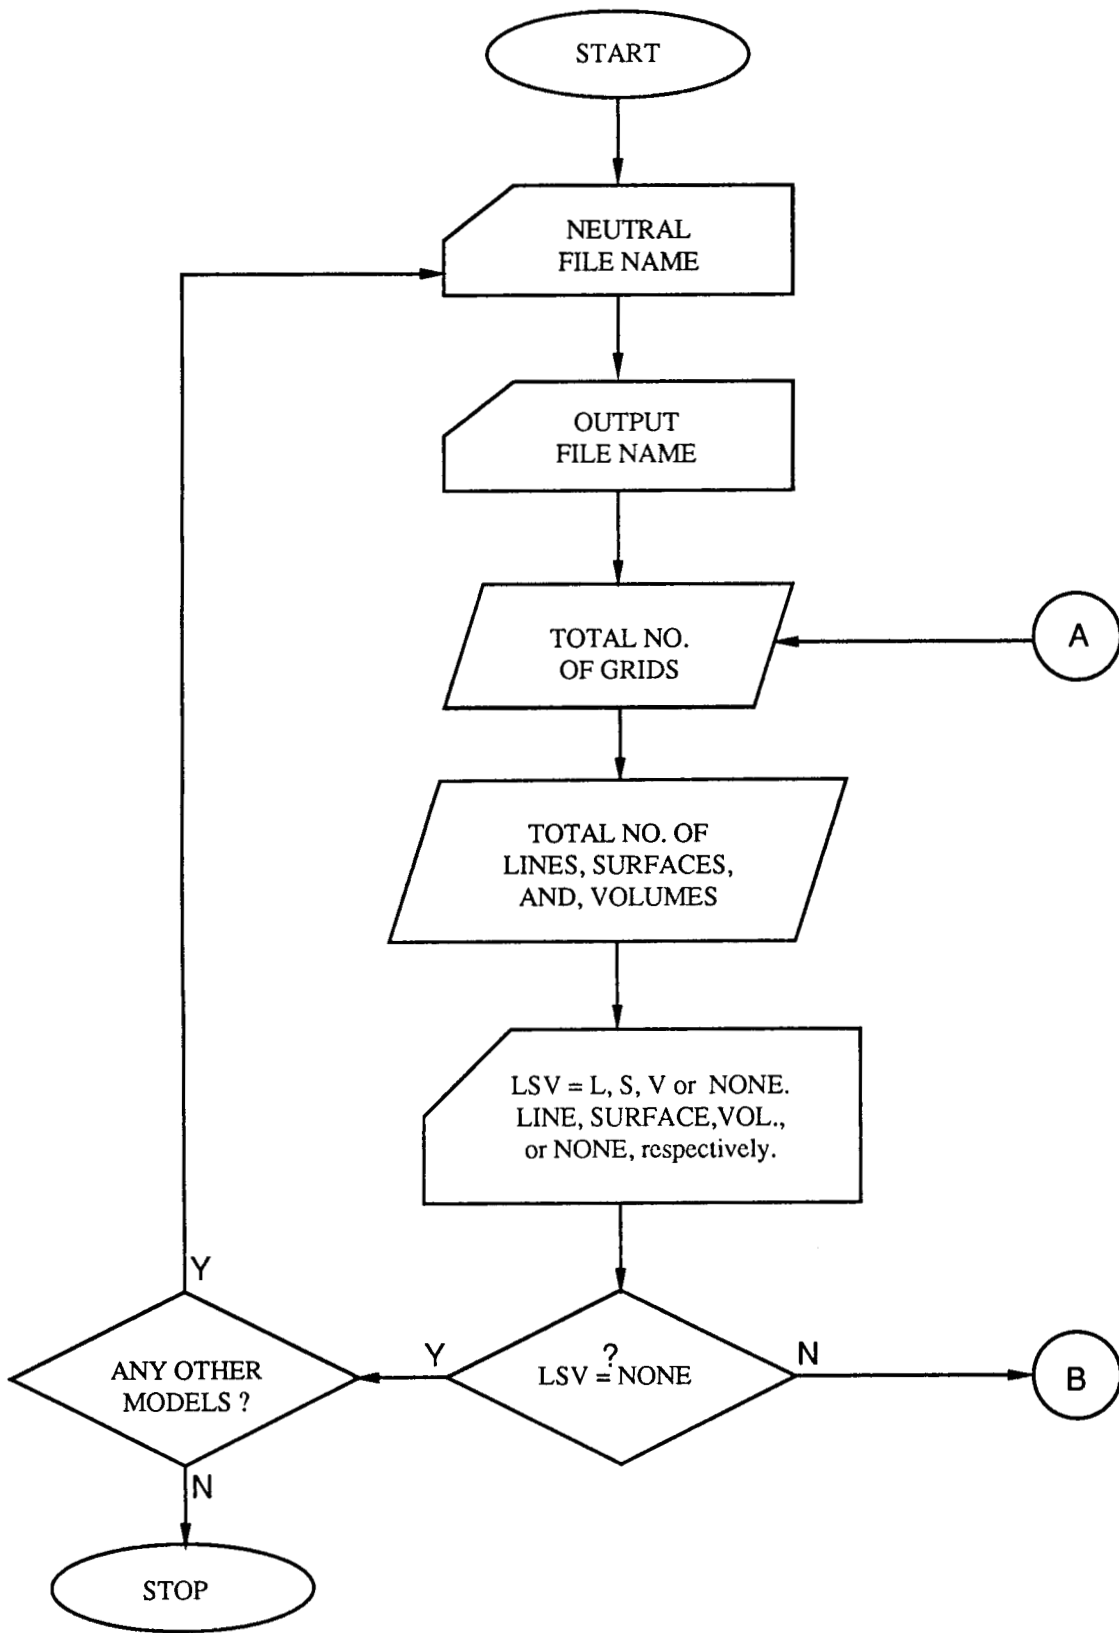 START
NEUTRAL
FILE NAME
OUTPUT
FILE NAME
TOTAL NO.
OF GRIDS
A
TOTAL NO. OF
LINES, SURFACES,
AND, VOLUMES
LSV = L, S, V or NONE.
LINE, SURFACE,VOL.,
or NONE, respectively.
Y
ANY OTHER
MODELS ?
Y
?
LSV = NONE
N
B
N
STOP